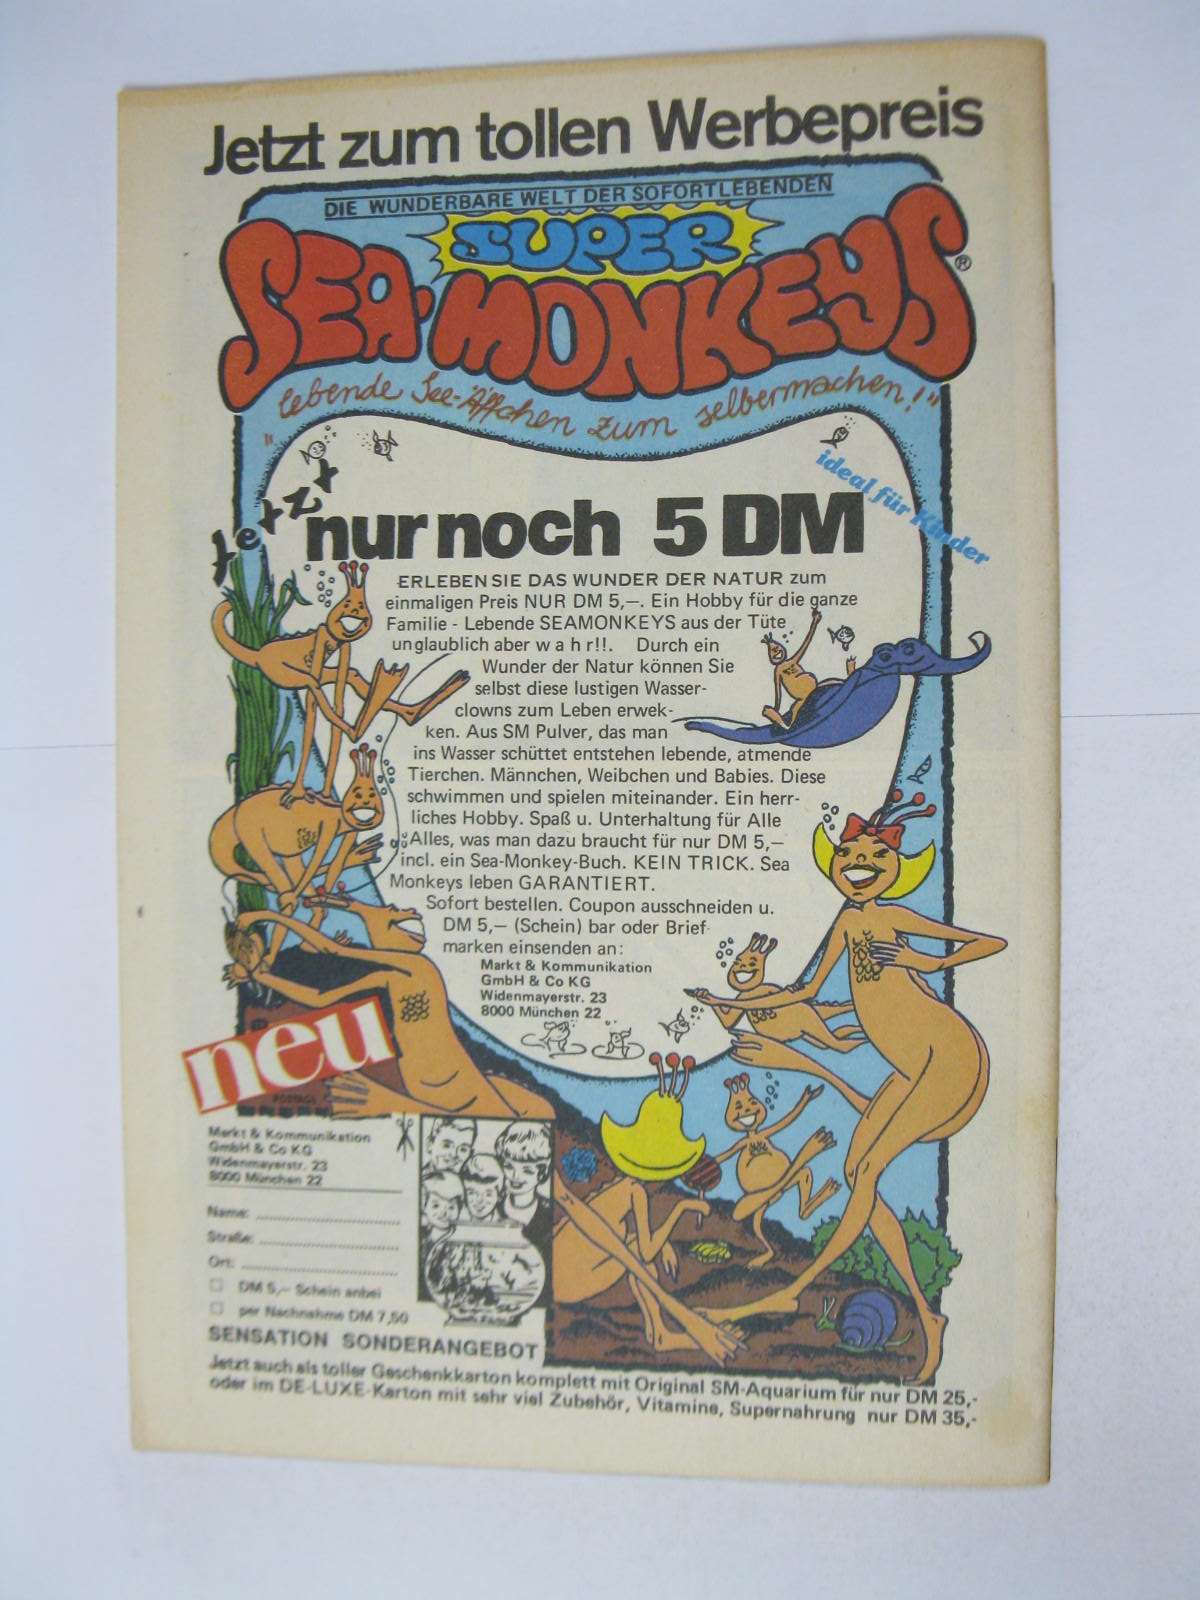 Jetzt zum tollen Werbepreis
DIE WUNDERBARE WELT DER SOFORTLEBENDEN
SUPER
SEA-MONKEYS®
"lebende See-Äffchen zum selbermachen!"
ideal für Kinder
Jetzt
nur noch 5 DM
ERLEBEN SIE DAS WUNDER DER NATUR zum
einmaligen Preis NUR DM 5,—. Ein Hobby für die ganze
Familie - Lebende SEAMONKEYS aus der Tüte
unglaublich aber w a h r!!. Durch ein
Wunder der Natur können Sie
selbst diese lustigen Wasser-
clowns zum Leben erwek-
ken. Aus SM Pulver, das man
ins Wasser schüttet entstehen lebende, atmende
Tierchen. Männchen, Weibchen und Babies. Diese
schwimmen und spielen miteinander. Ein herr-
liches Hobby. Spaß u. Unterhaltung für Alle
Alles, was man dazu braucht für nur DM 5,—
incl. ein Sea-Monkey-Buch. KEIN TRICK. Sea
Monkeys leben GARANTIERT.
Sofort bestellen. Coupon ausschneiden u.
DM 5,— (Schein) bar oder Brief-
marken einsenden an:
Markt & Kommunikation
GmbH & Co KG
Widenmayerstr. 23
8000 München 22
neu
POSTAGE
Markt & Kommunikation
GmbH & Co KG
Widenmayerstr. 23
8000 München 22
Name:
Straße:
Ort:
DM 5,— Schein anbei
per Nachnahme DM 7,50
SENSATION SONDERANGEBOT
Jetzt auch als toller Geschenkkarton komplett mit Original SM-Aquarium für nur DM 25,-
oder im DE-LUXE-Karton mit sehr viel Zubehör, Vitamine, Supernahrung nur DM 35,-